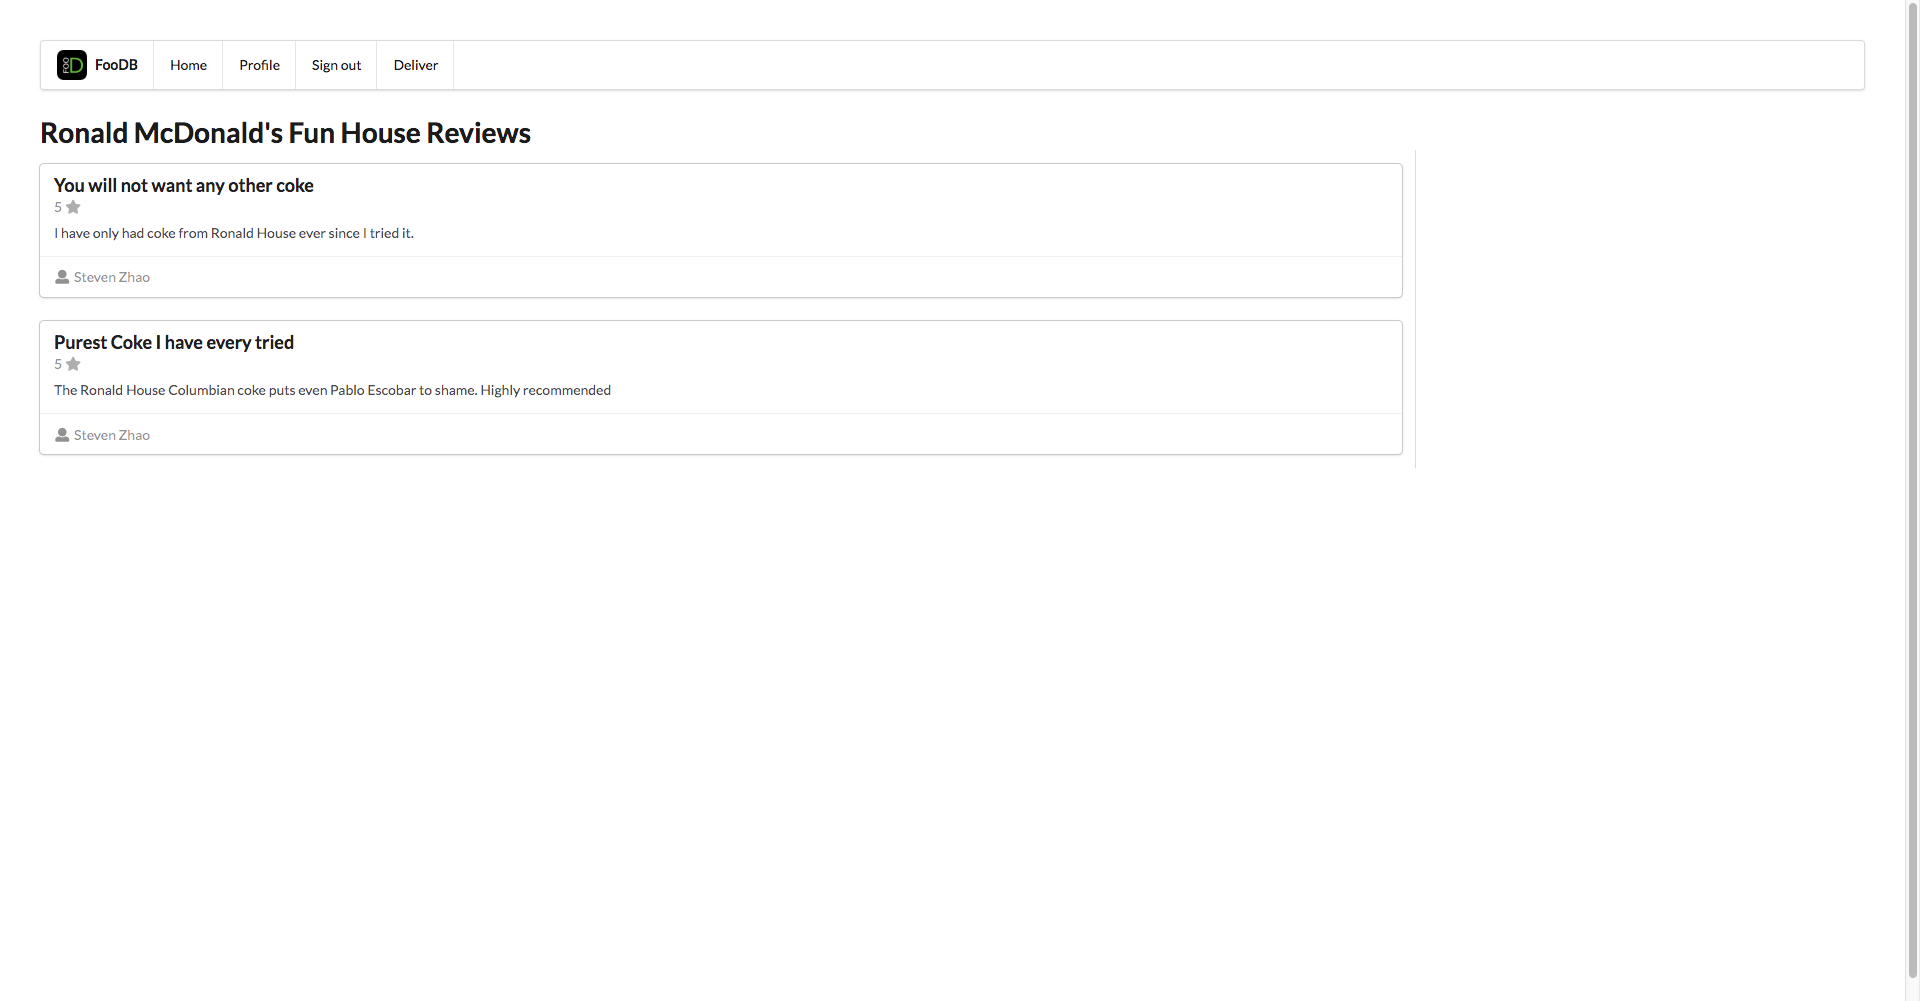 FOO D FooDB Home Profile Sign out Deliver
Ronald McDonald's Fun House Reviews
You will not want any other coke
5
I have only had coke from Ronald House ever since I tried it.
Steven Zhao
Purest Coke I have every tried
5
The Ronald House Columbian coke puts even Pablo Escobar to shame. Highly recommended
Steven Zhao